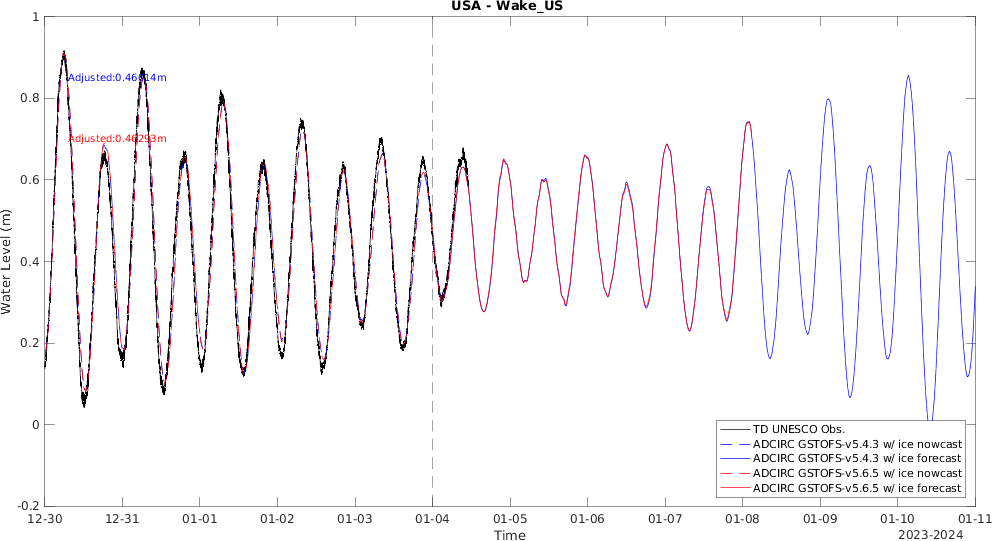 USA - Wake_US
1
0.8
0.6
0.4
0.2
0
-0.2
Water Level (m)
Adjusted:0.46
14m
Adjusted:0.46293m
TD UNESCO Obs.
ADCIRC GSTOFS-v5.4.3 w/ ice nowcast
ADCIRC GSTOFS-v5.4.3 w/ ice forecast
ADCIRC GSTOFS-v5.6.5 w/ ice nowcast
ADCIRC GSTOFS-v5.6.5 w/ ice forecast
12-30 12-31 01-01 01-02 01-03 01-04 01-05 01-06 01-07 01-08 01-09 01-10 01-11
Time
2023-2024